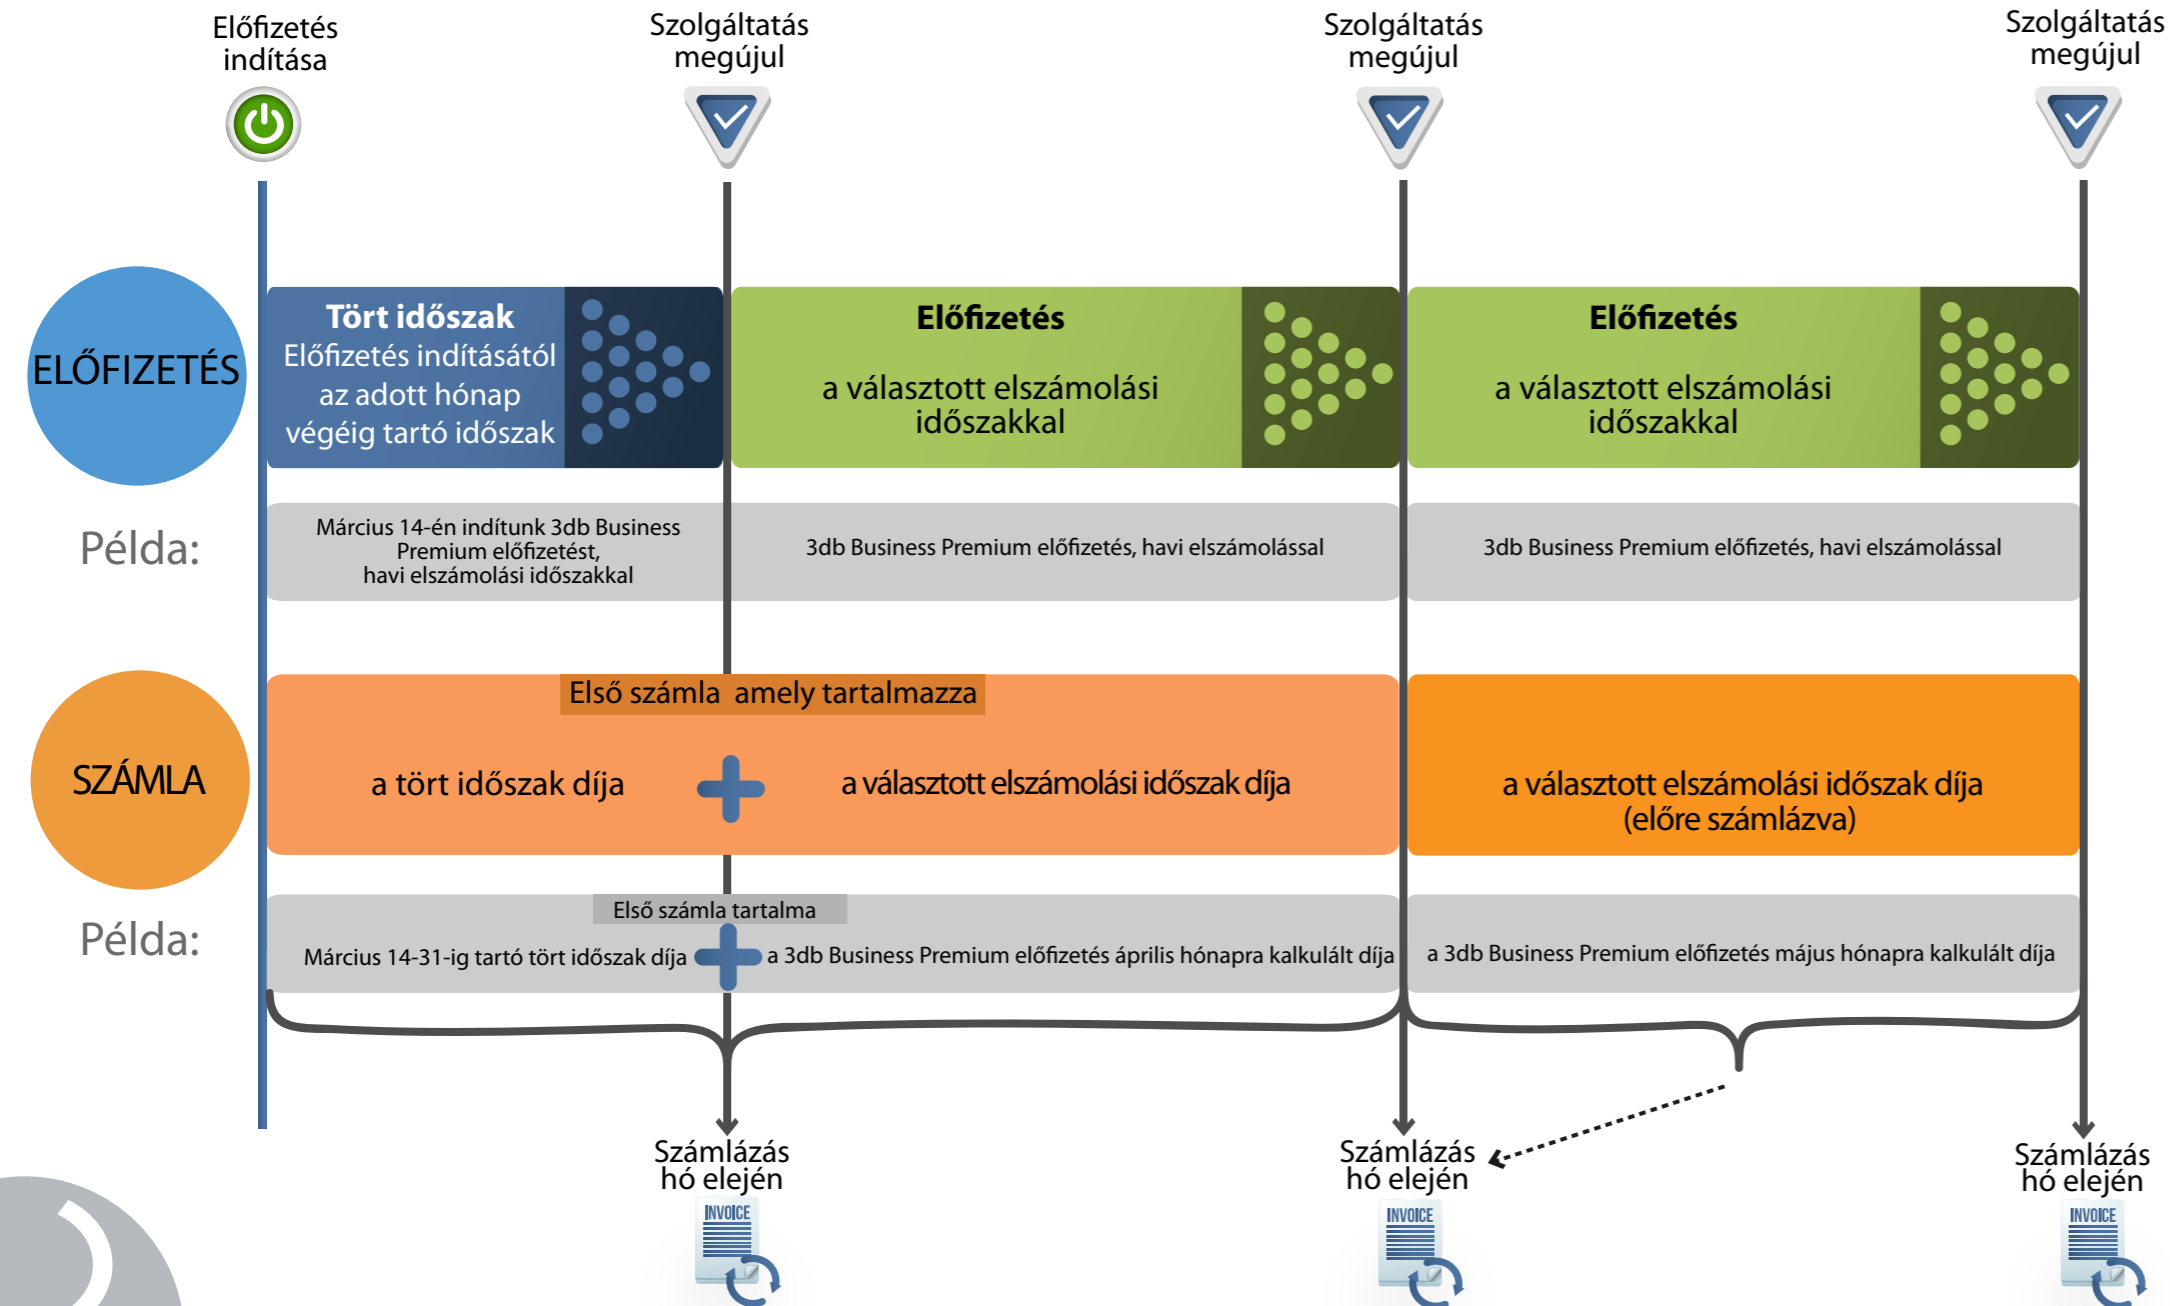 Előfizetés
indítása
Szolgáltatás
megújul
Szolgáltatás
megújul
Szolgáltatás
megújul
ELŐFIZETÉS
Tört időszak
Előfizetés indításától
az adott hónap
végéig tartó időszak
Előfizetés
a választott elszámolási
időszakkal
Előfizetés
a választott elszámolási
időszakkal
Példa:
Március 14-én indítunk 3db Business
Premium előfizetést,
havi elszámolási időszakkal
3db Business Premium előfizetés, havi elszámolással
3db Business Premium előfizetés, havi elszámolással
SZÁMLA
Első számla amely tartalmazza
a tört időszak díja
a választott elszámolási időszak díja
a választott elszámolási időszak díja
(előre számlázva)
Példa:
Első számla tartalma
Március 14-31-ig tartó tört időszak díja
a 3db Business Premium előfizetés április hónapra kalkulált díja
a 3db Business Premium előfizetés május hónapra kalkulált díja
Számlázás
hó elején
INVOICE
Számlázás
hó elején
INVOICE
Számlázás
hó elején
INVOICE